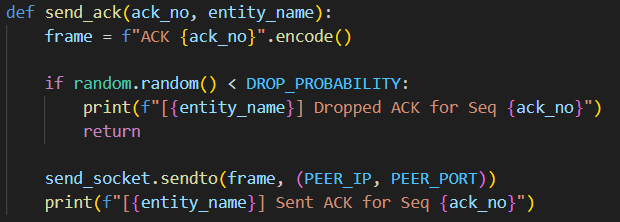 def send_ack(ack_no, entity_name):
    frame = f"ACK {ack_no}".encode()
    if random.random() < DROP_PROBABILITY:
        print(f"[{entity_name}] Dropped ACK for Seq {ack_no}")
        return
    send_socket.sendto(frame, (PEER_IP, PEER_PORT))
    print(f"[{entity_name}] Sent ACK for Seq {ack_no}")